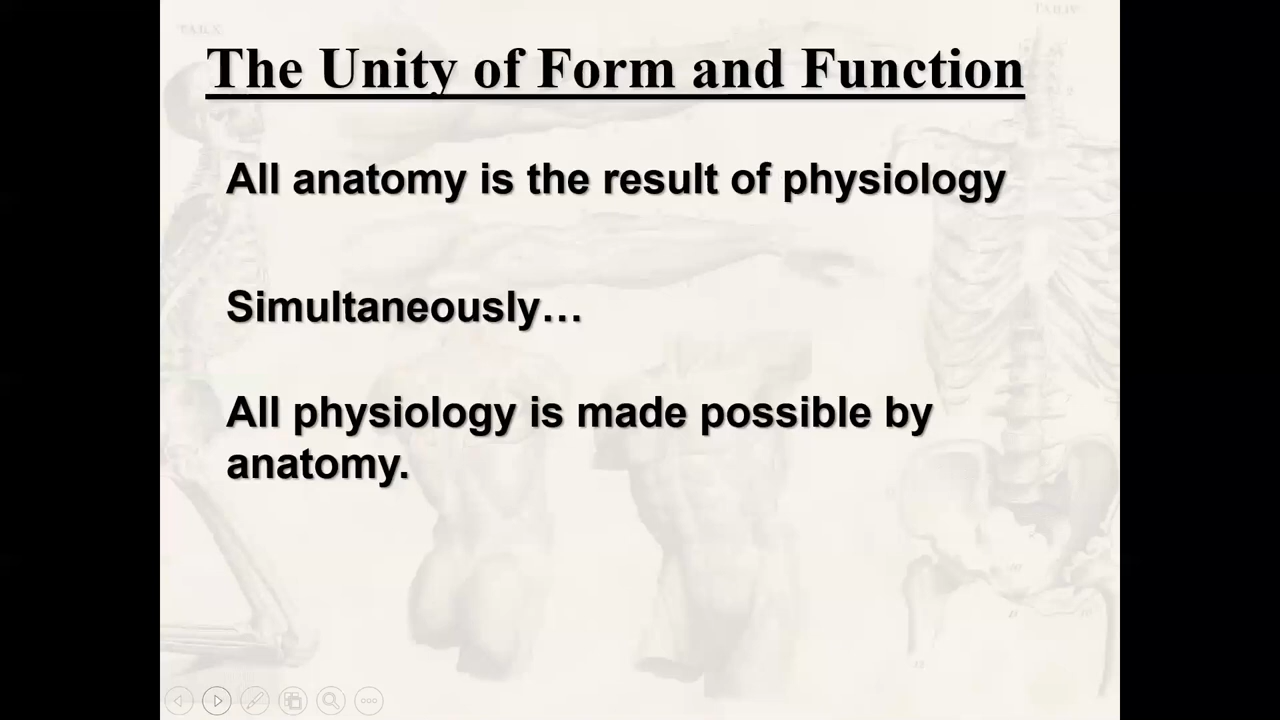 The Unity of Form and Function
All anatomy is the result of physiology
Simultaneously…
All physiology is made possible by
anatomy.